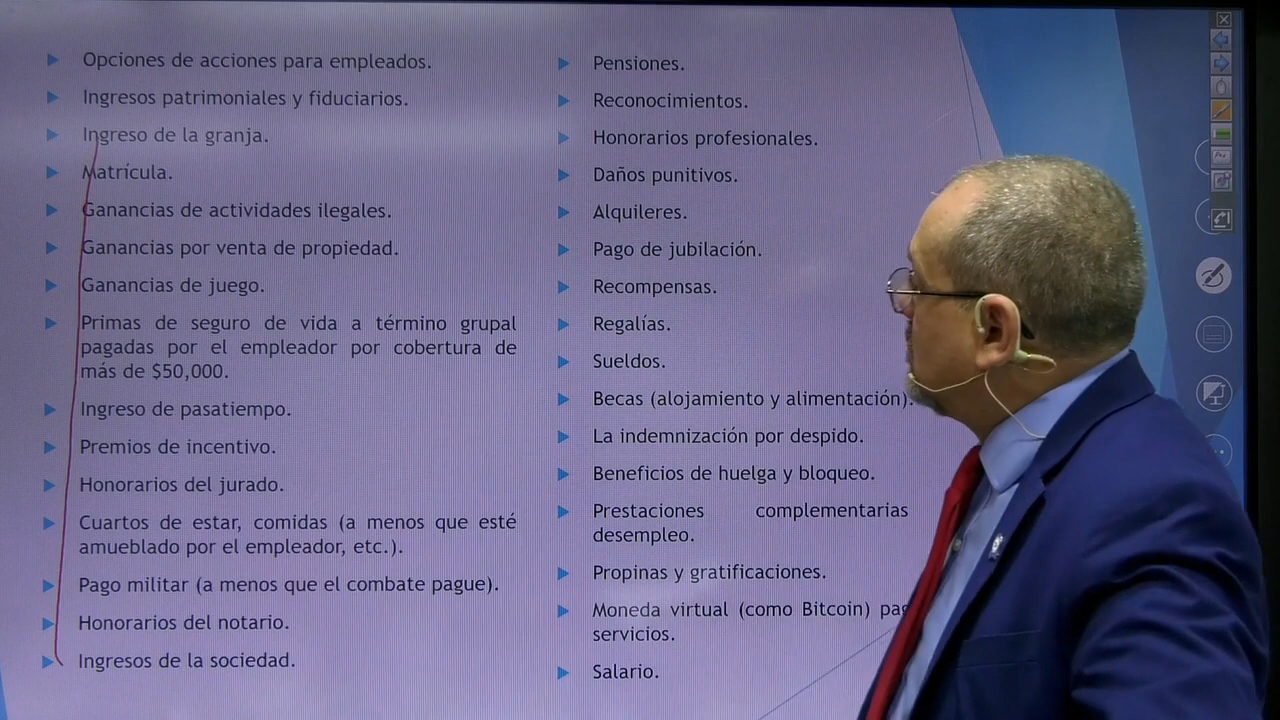 Opciones de acciones para empleados.
Ingresos patrimoniales y fiduciarios.
Ingreso de la granja.
Matrícula.
Ganancias de actividades ilegales.
Ganancias por venta de propiedad.
Ganancias de juego.
Primas de seguro de vida a término grupal
pagadas por el empleador por cobertura de
más de $50,000.
Ingreso de pasatiempo.
Premios de incentivo.
Honorarios del jurado.
Cuartos de estar, comidas (a menos que esté
amueblado por el empleador, etc.).
Pago militar (a menos que el combate pague).
Honorarios del notario.
Ingresos de la sociedad.
Pensiones.
Reconocimientos.
Honorarios profesionales.
Daños punitivos.
Alquileres.
Pago de jubilación.
Recompensas.
Regalías.
Sueldos.
Becas (alojamiento y alimentación).
La indemnización por despido.
Beneficios de huelga y bloqueo.
Prestaciones complementarias
desempleo.
Propinas y gratificaciones.
Moneda virtual (como Bitcoin)
servicios.
Salario.